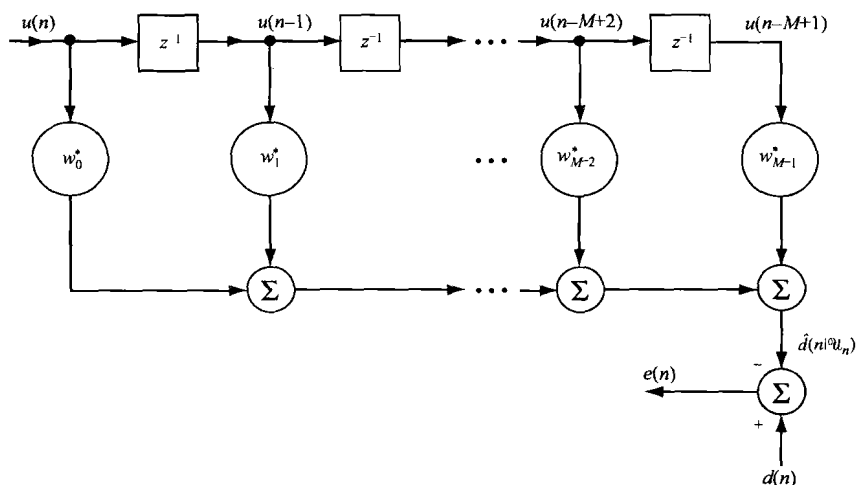 u(n) u(n–1) u(n–M+2) u(n–M+1)
z⁻¹ z⁻¹ • • • z⁻¹
w*₀ w*₁ • • • w*_{M–2} w*_{M–1}
Σ • • • Σ Σ
d̂(n|𝒰ₙ)
–
e(n) Σ
+
d(n)